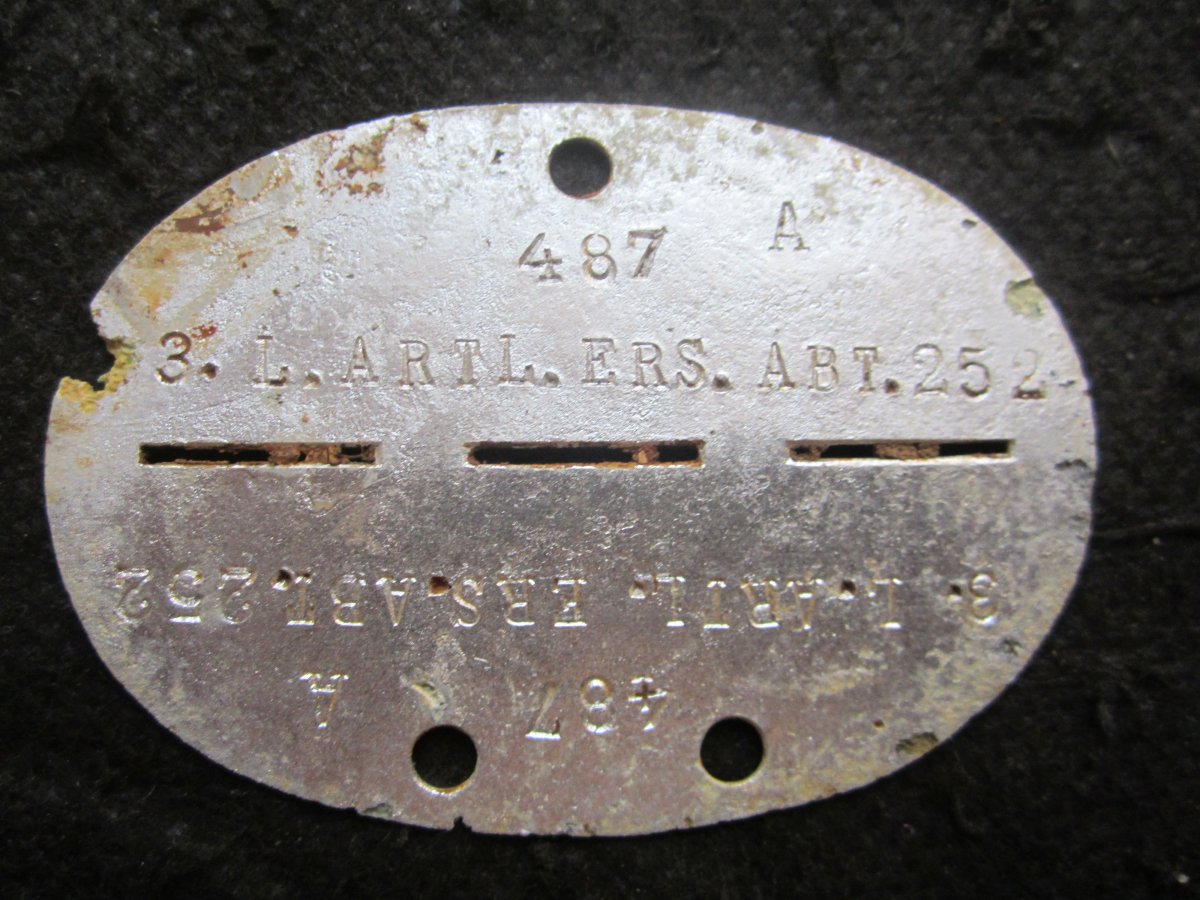 487 A
3. L. ARTL. ERS. ABT. 252
3. L. ARTL. ERS. ABT. 252
487 A